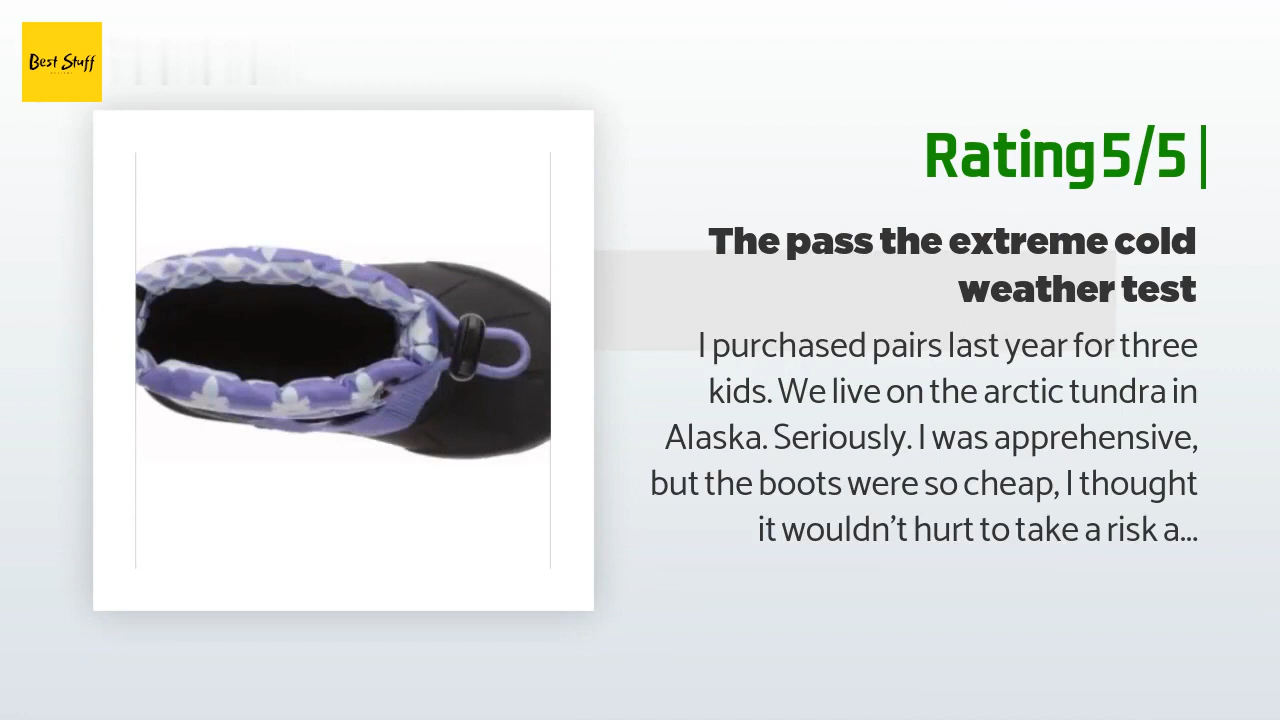 Best Stuff
Rating 5/5 |
The pass the extreme cold
weather test
I purchased pairs last year for three
kids. We live on the arctic tundra in
Alaska. Seriously. I was apprehensive,
but the boots were so cheap, I thought
it wouldn’t hurt to take a risk a...